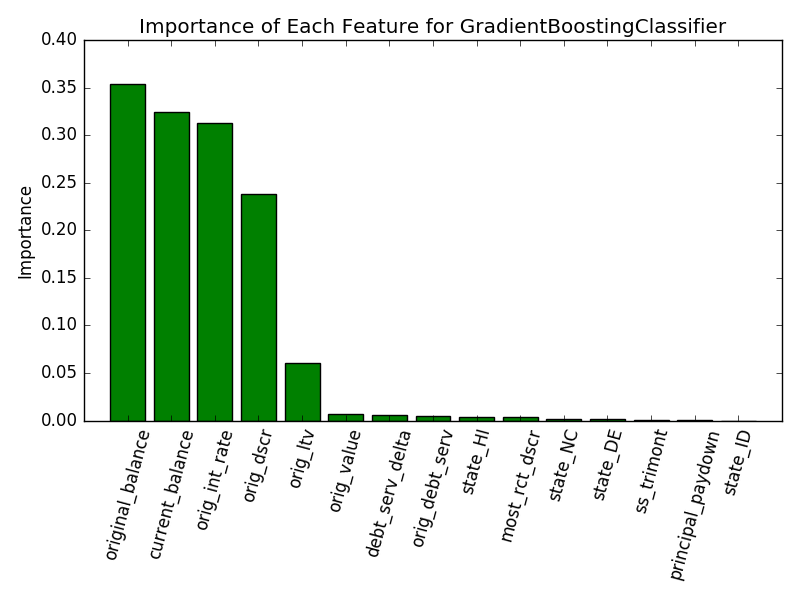 Importance of Each Feature for GradientBoostingClassifier
0.40
0.35
0.30
0.25
0.20
0.15
0.10
0.05
0.00
Importance
original_balance
current_balance
orig_int_rate
orig_dscr
orig_ltv
orig_value
debt_serv_delta
orig_debt_serv
state_HI
most_rct_dscr
state_NC
state_DE
ss_trimont
principal_paydown
state_ID